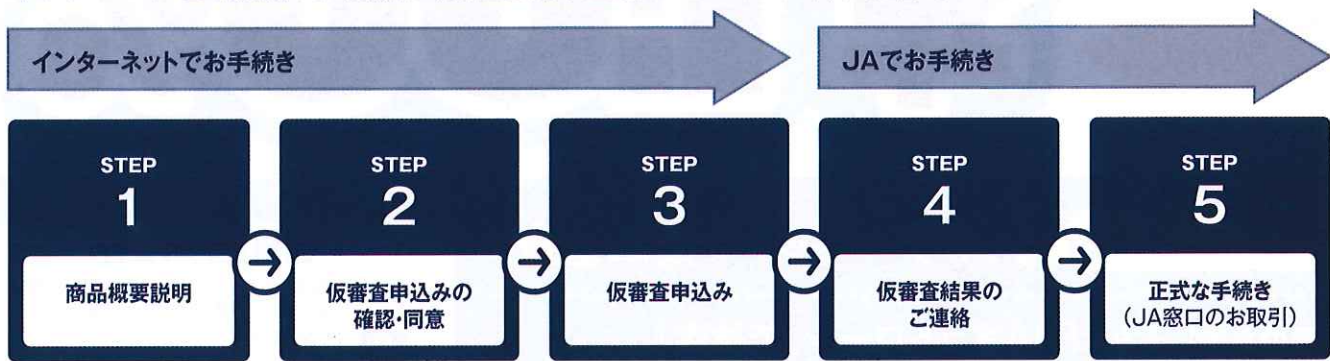 インターネットでお手続き
JAでお手続き
STEP
1
商品概要説明
STEP
2
仮審査申込みの
確認・同意
STEP
3
仮審査申込み
STEP
4
仮審査結果の
ご連絡
STEP
5
正式な手続き
(JA窓口のお取引)